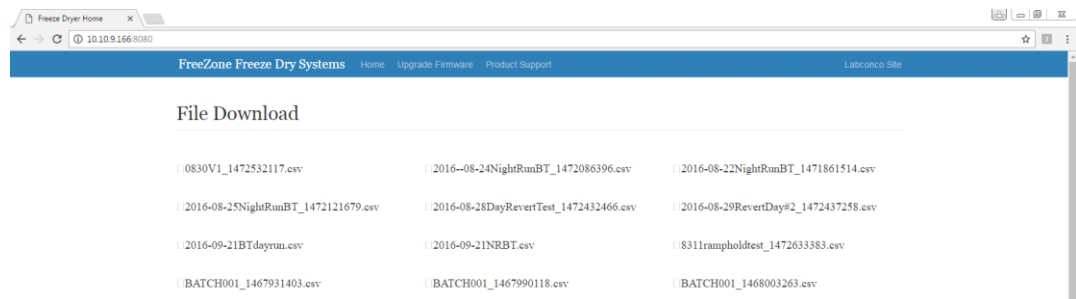 Freeze Dryer Home
10.10.9.166:8080
FreeZone Freeze Dry Systems Home Upgrade Firmware Product Support Labconco Site
File Download
0830V1_1472532117.csv 2016--08-24NightRunBT_1472086396.csv 2016-08-22NightRunBT_1471861514.csv
2016-08-25NightRunBT_1472121679.csv 2016-08-28DayRevertTest_1472432466.csv 2016-08-29RevertDay#2_1472437258.csv
2016-09-21BTdayrun.csv 2016-09-21NRBT.csv 8311rampholdtest_1472633383.csv
BATCH001_1467931403.csv BATCH001_1467990118.csv BATCH001_1468003263.csv